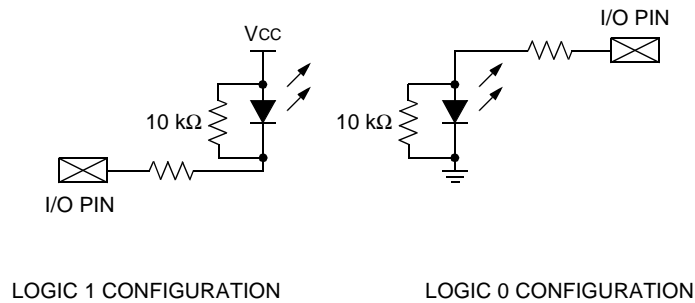 VCC
I/O PIN
10 kΩ
10 kΩ
I/O PIN
LOGIC 1 CONFIGURATION
LOGIC 0 CONFIGURATION